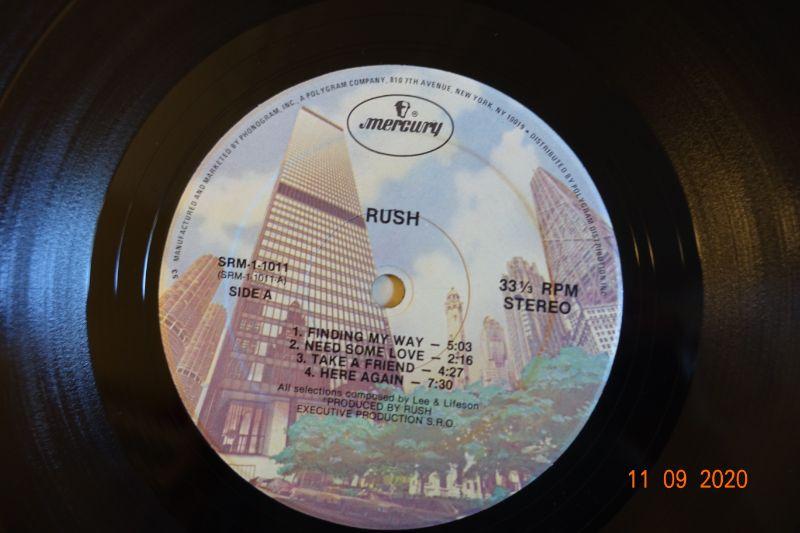 53 MANUFACTURED AND MARKETED BY PHONOGRAM, INC., A POLYGRAM COMPANY, 810 7TH AVENUE, NEW YORK, NY 10019 • DISTRIBUTED BY POLYGRAM DISTRIBUTION, INC.
® mercury
RUSH
SRM-1-1011
(SRM-1-1011-A)
SIDE A
33⅓ RPM
STEREO
1. FINDING MY WAY – 5:03
2. NEED SOME LOVE – 2:16
3. TAKE A FRIEND – 4:27
4. HERE AGAIN – 7:30
All selections composed by Lee & Lifeson
*PRODUCED BY RUSH
EXECUTIVE PRODUCTION S.R.O.
11 09 2020